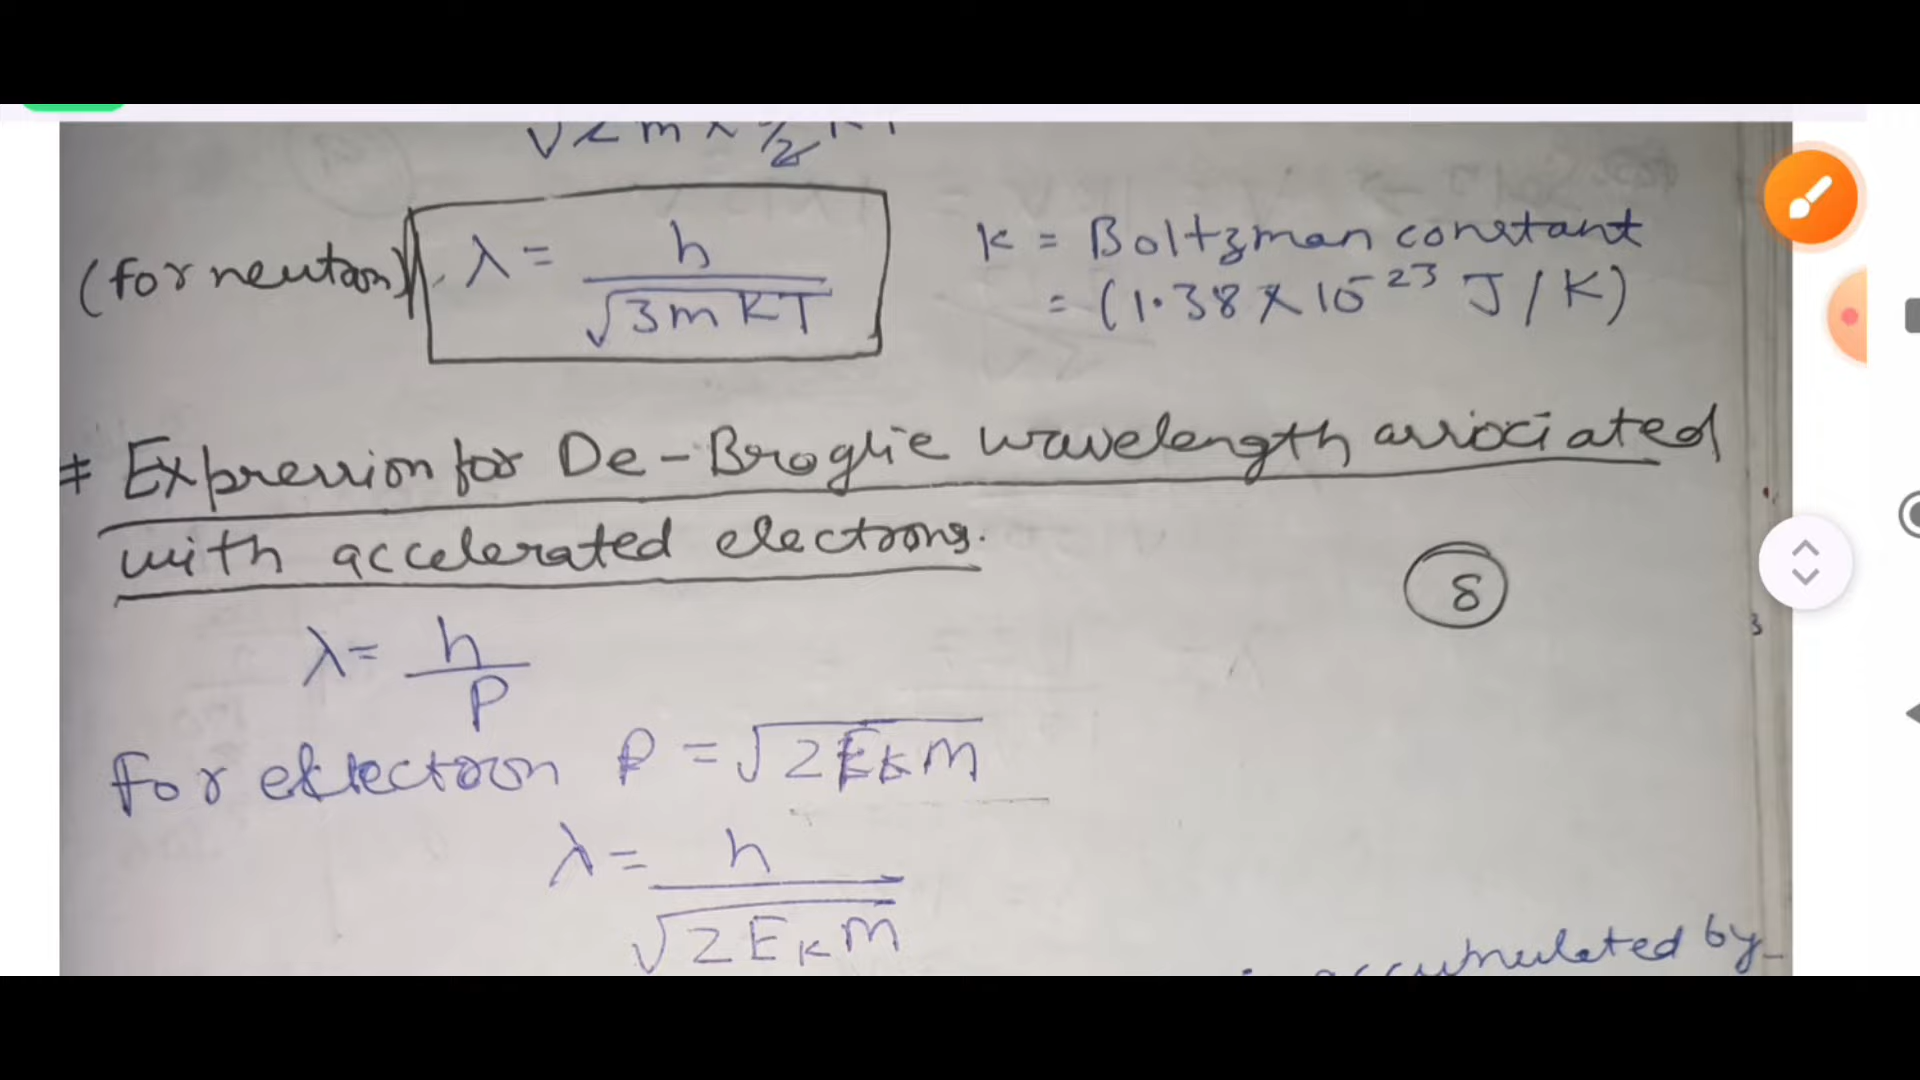 (for neutron) λ = h / √3mKT
K = Boltzman constant
= (1.38 × 10⁻²³ J/K)
# Expression for De-Broglie wavelength associated
with accelerated electrons.
8
λ = h / P
For electron P = √2EₖM
λ = h / √2EₖM
accumulated by